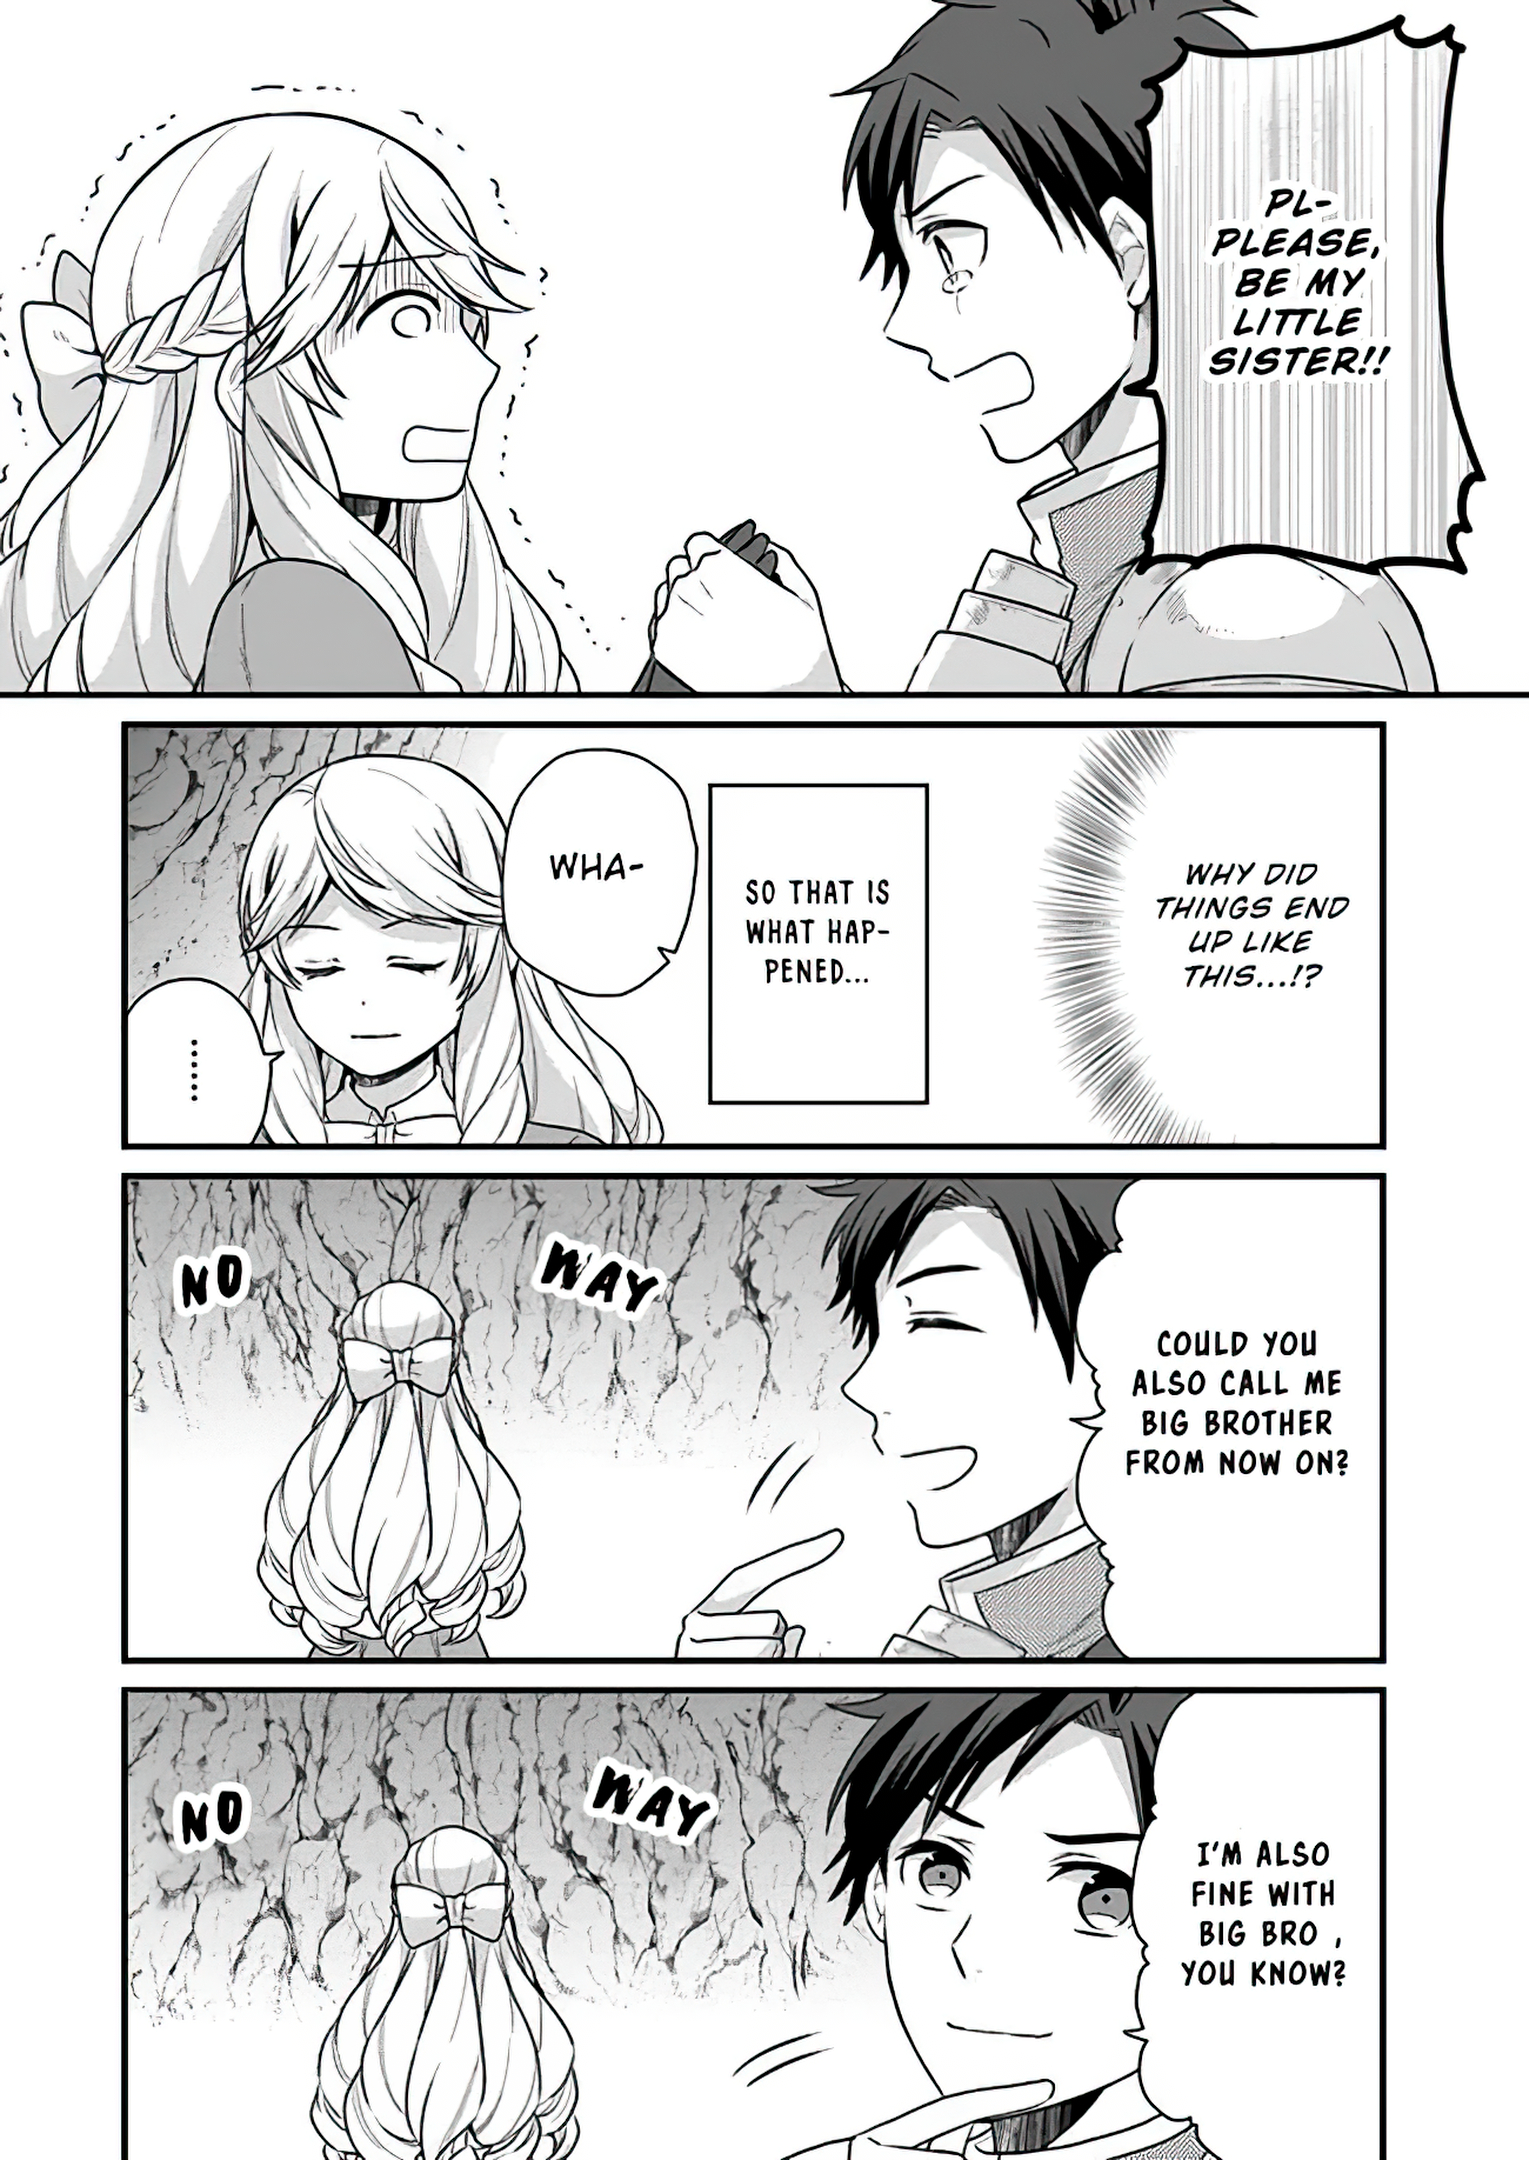 PL-
PLEASE,
BE MY
LITTLE
SISTER!!
WHY DID
THINGS END
UP LIKE
THIS...!?
SO THAT IS
WHAT HAP-
PENED...
WHA-
......
COULD YOU
ALSO CALL ME
BIG BROTHER
FROM NOW ON?
NO WAY
I'M ALSO
FINE WITH
BIG BRO ,
YOU KNOW?
NO WAY